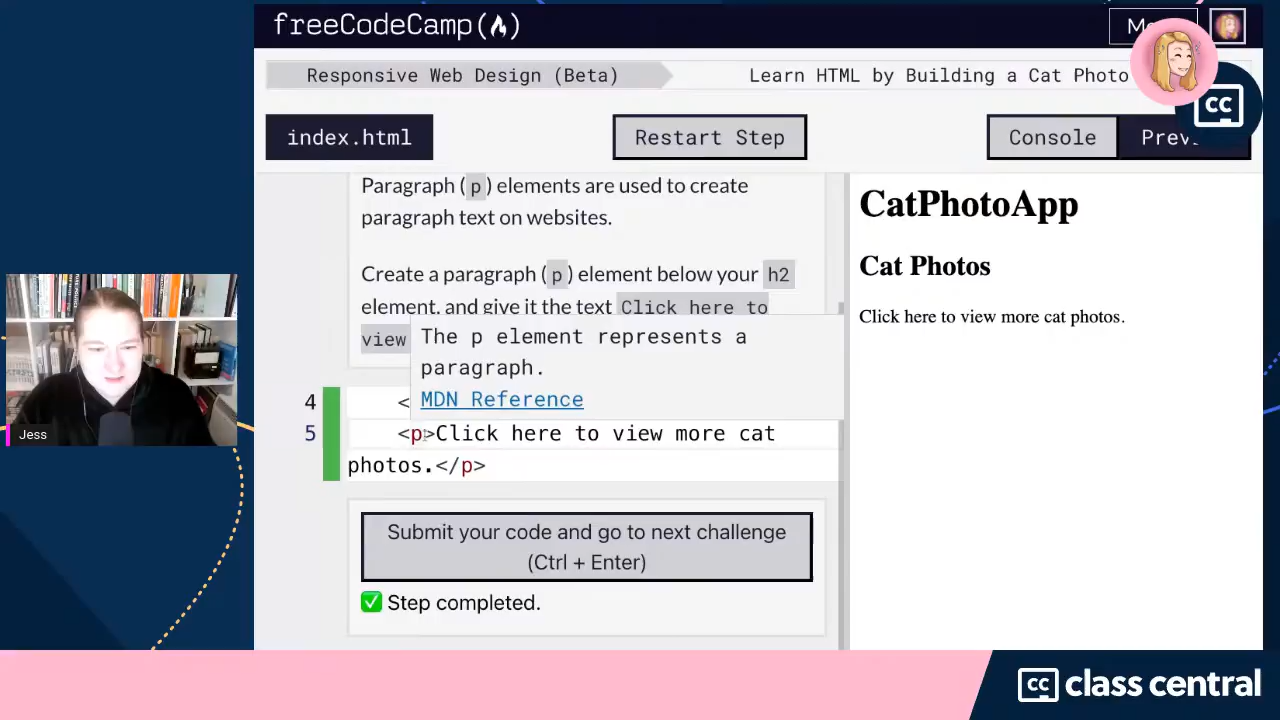 freeCodeCamp
Responsive Web Design (Beta)
Learn HTML by Building a Cat Photo
index.html
Restart Step
Console
Paragraph (p) elements are used to create
paragraph text on websites.
Create a paragraph (p) element below your h2
element, and give it the text Click here to
view
The p element represents a
paragraph.
MDN Reference
4 <
5 <p>Click here to view more cat
photos.</p>
Submit your code and go to next challenge
(Ctrl + Enter)
Step completed.
CatPhotoApp
Cat Photos
Click here to view more cat photos.
Jess
cc
cc class central